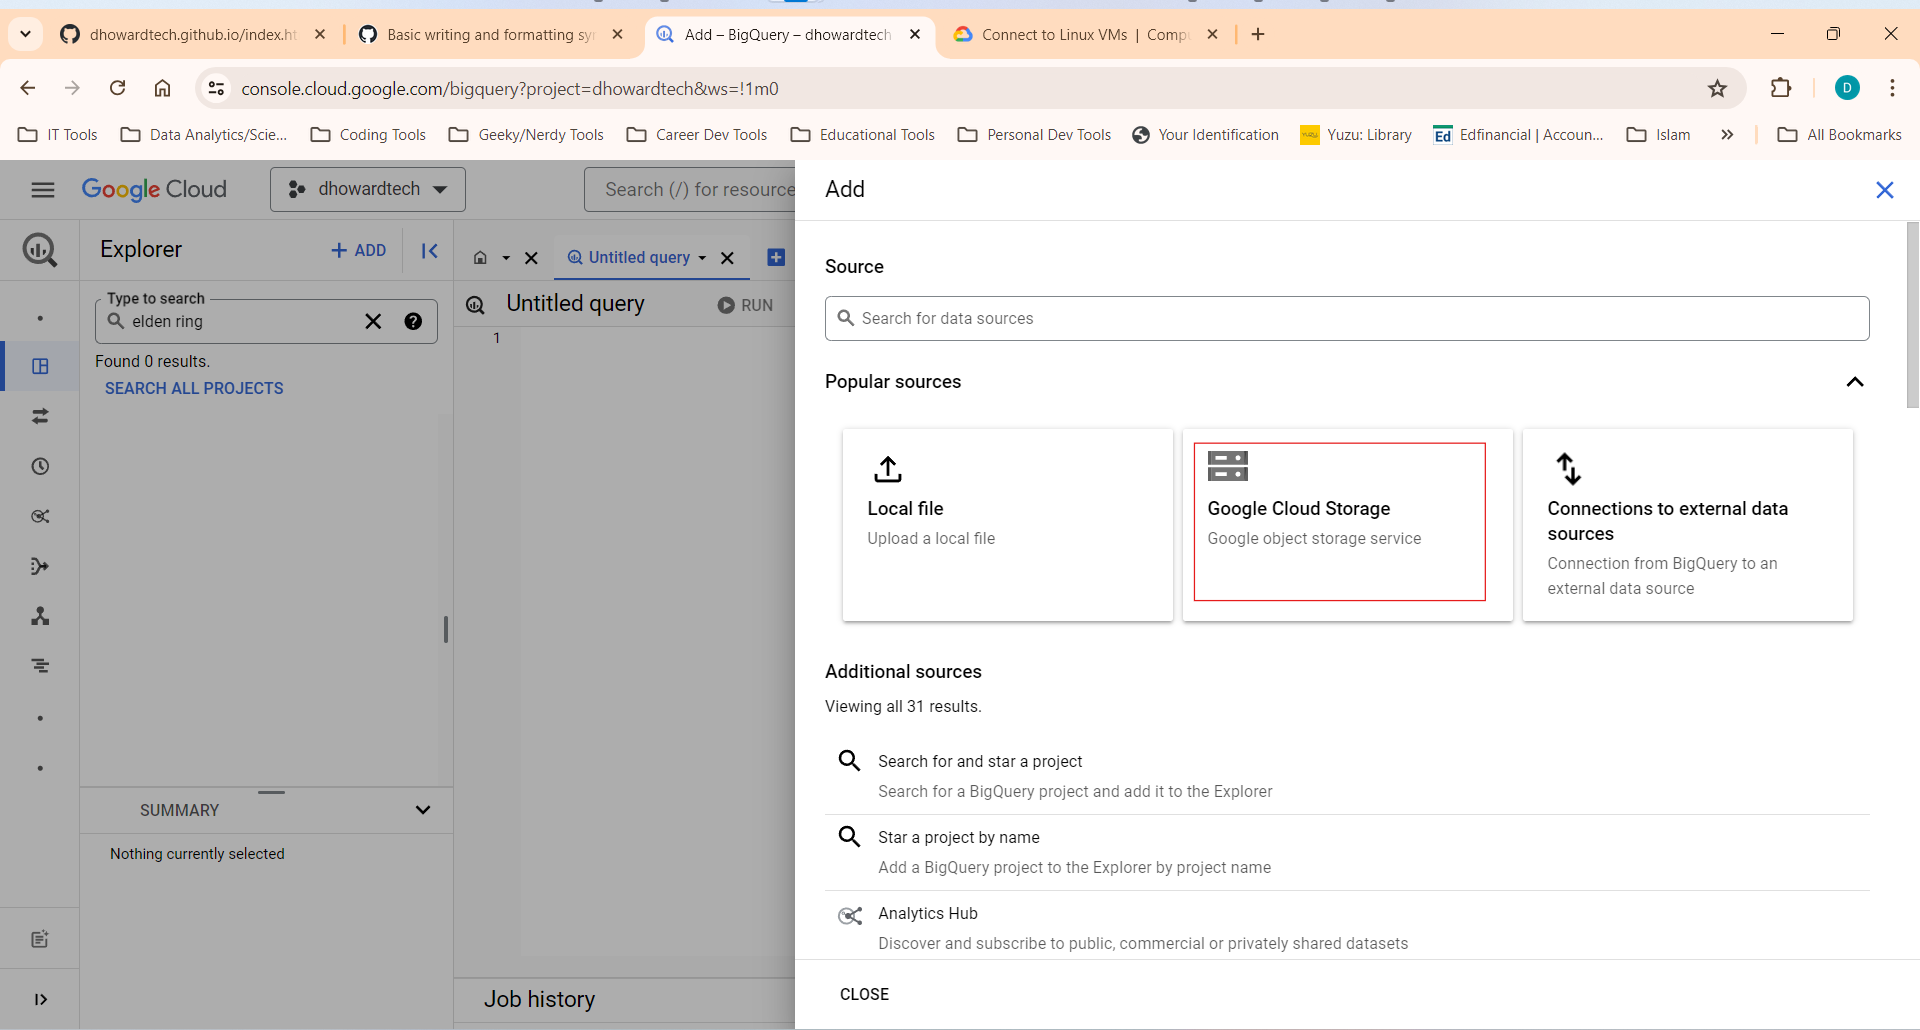 dhowardtech.github.io/index.ht
Basic writing and formatting syn
Add – BigQuery – dhowardtech
Connect to Linux VMs | Compu
console.cloud.google.com/bigquery?project=dhowardtech&ws=!1m0
D
IT Tools
Data Analytics/Scie...
Coding Tools
Geeky/Nerdy Tools
Career Dev Tools
Educational Tools
Personal Dev Tools
Your Identification
Yuzu: Library
Ed
Edfinancial | Accoun...
Islam
All Bookmarks
Google Cloud
dhowardtech
Search (/) for resource
Add
Explorer
+ ADD
Untitled query
Type to search
elden ring
Found 0 results.
SEARCH ALL PROJECTS
Untitled query
RUN
1
SUMMARY
Nothing currently selected
Job history
Source
Search for data sources
Popular sources
Local file
Upload a local file
Google Cloud Storage
Google object storage service
Connections to external data
sources
Connection from BigQuery to an
external data source
Additional sources
Viewing all 31 results.
Search for and star a project
Search for a BigQuery project and add it to the Explorer
Star a project by name
Add a BigQuery project to the Explorer by project name
Analytics Hub
Discover and subscribe to public, commercial or privately shared datasets
CLOSE